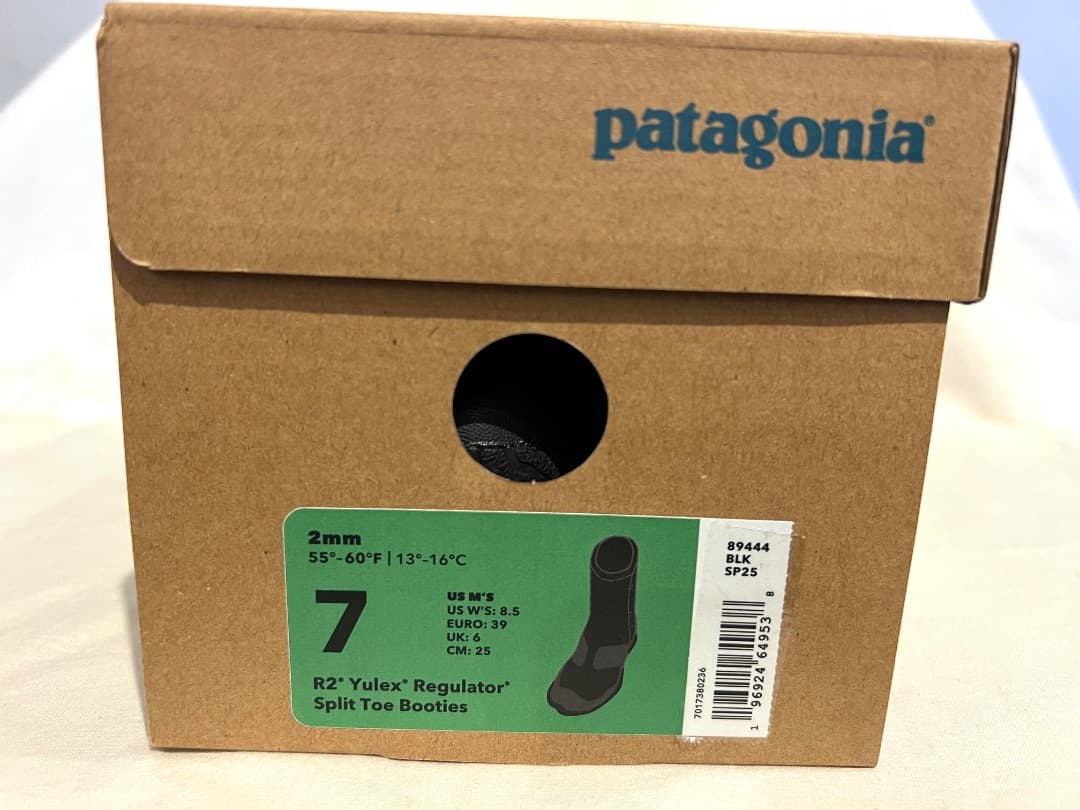 patagonia®
2mm
55°-60°F | 13°-16°C
7
US M'S
US W'S: 8.5
EURO: 39
UK: 6
CM: 25
R2® Yulex® Regulator®
Split Toe Booties
89444
BLK
SP25
7017380236
1 96924 64953 8